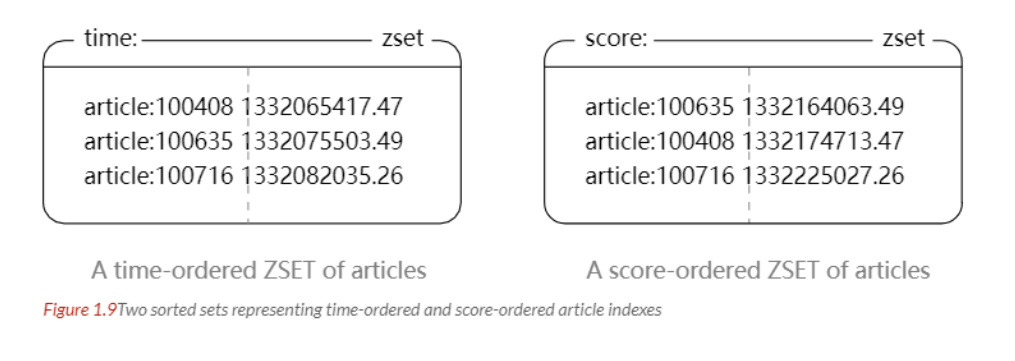 time: zset
article:100408 1332065417.47
article:100635 1332075503.49
article:100716 1332082035.26
A time-ordered ZSET of articles
score: zset
article:100635 1332164063.49
article:100408 1332174713.47
article:100716 1332225027.26
A score-ordered ZSET of articles
Figure 1.9Two sorted sets representing time-ordered and score-ordered article indexes